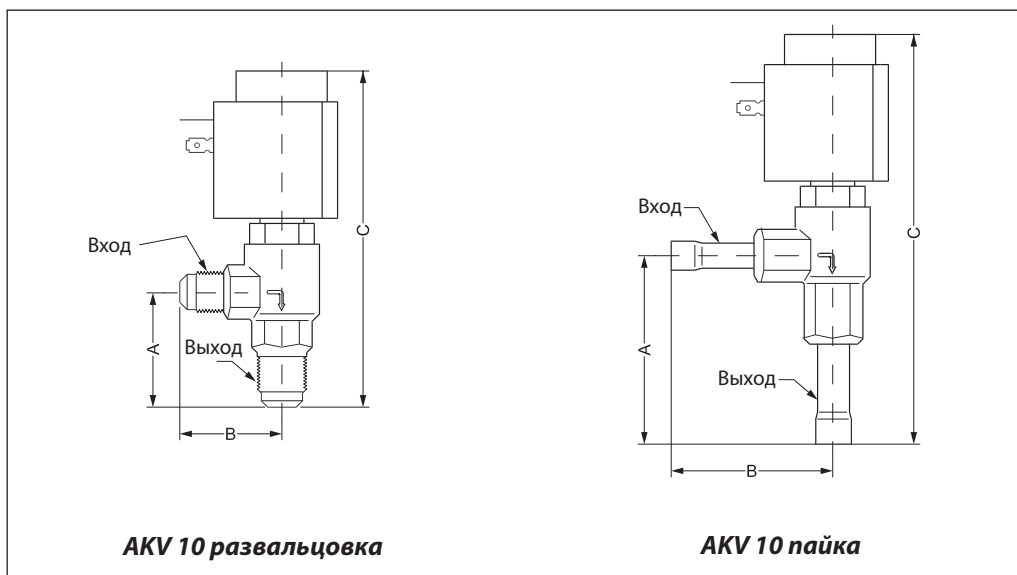 C
Вход
A
Выход
B
AKV 10 развальцовка
C
Вход
A
Выход
B
AKV 10 пайка